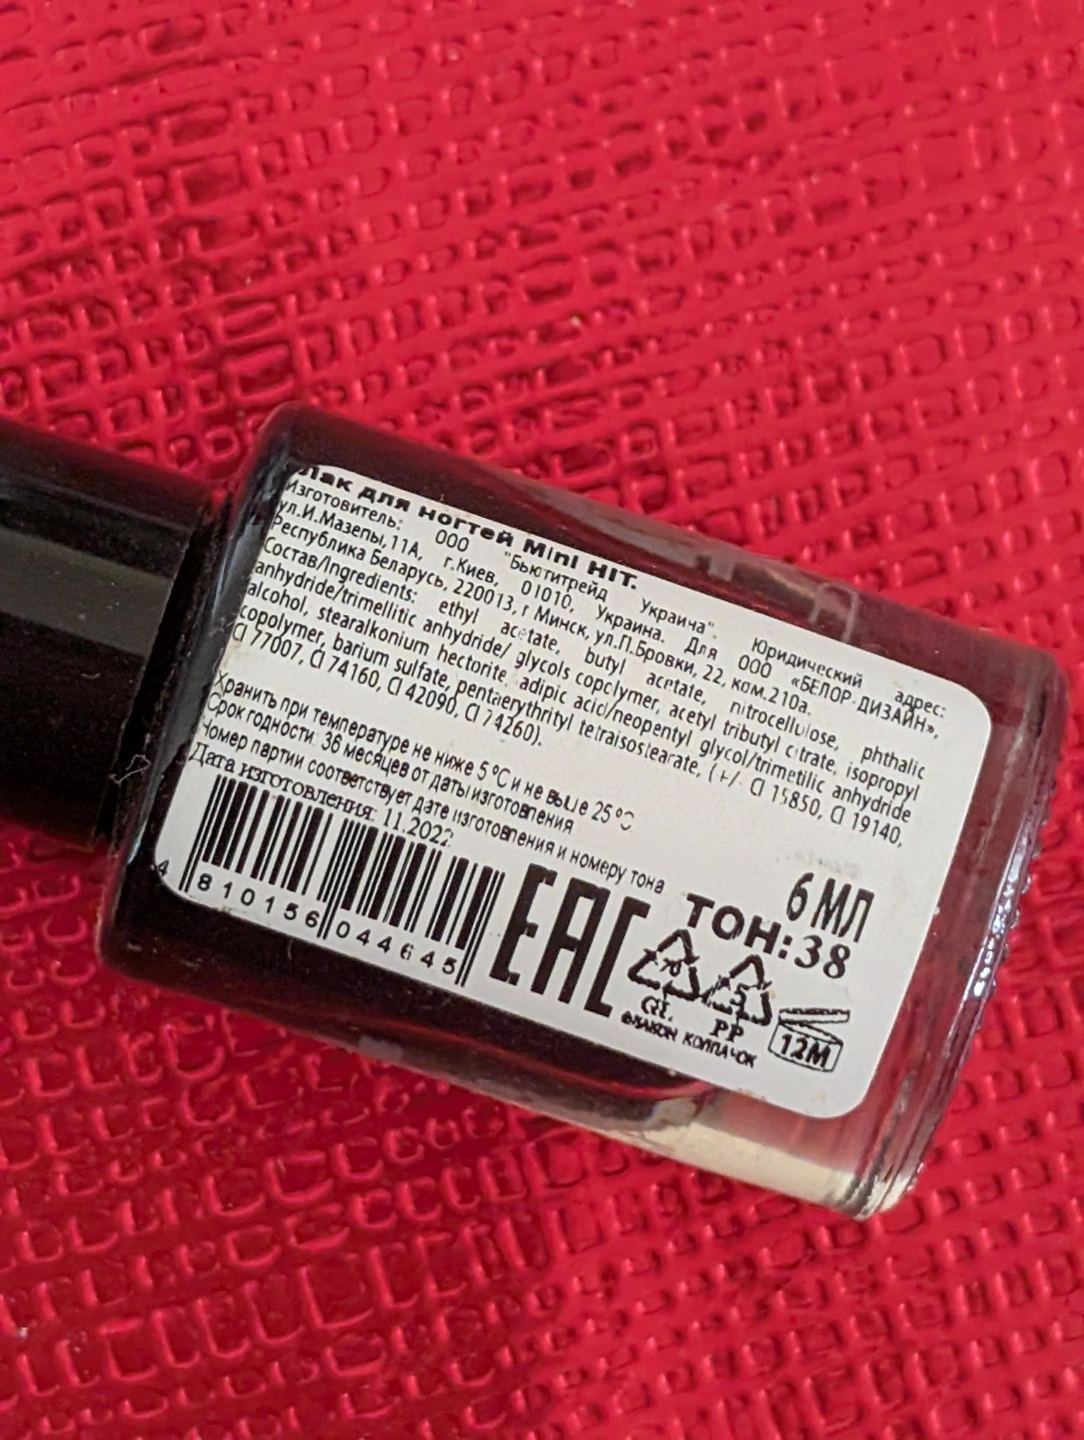 Лак для ногтей Mini HIT.
Изготовитель: ООО "Бьютитрейд Украича". Юридический адрес:
ул.И.Мазепы,11А, г.Киев, 01010, Украина. Для ООО «БЕЛОР-ДИЗАЙН»,
Республика Беларусь, 220013, г Минск, ул.П.Бровки, 22, ком.210а.
Состав/Ingredients: ethyl acetate, butyl acetate, nitrocellulose, phthalic
anhydride/trimellitic anhydride/ glycols copolymer, acetyl tributyl citrate, isopropyl
alcohol, stearalkonium hectorite, adipic acid/neopentyl glycol/trimetilic anhydride
copolymer, barium sulfate, pentaerythrityl tetraisostearate, (+/- CI 15850, CI 19140,
CI 77007, CI 74160, CI 42090, CI 74260).
Хранить при температуре не ниже 5 °С и не выше 25 °С
Срок годности 36 месяцев от даты изготовления
Номер партии соответствует дате изготовления и номеру тона
Дата изготовления: 11.2022
6 МЛ
ТОН:38
4 810156 044645
EAC
70
GL
ФЛАКОН
5
PP
КОЛПАЧОК
12M